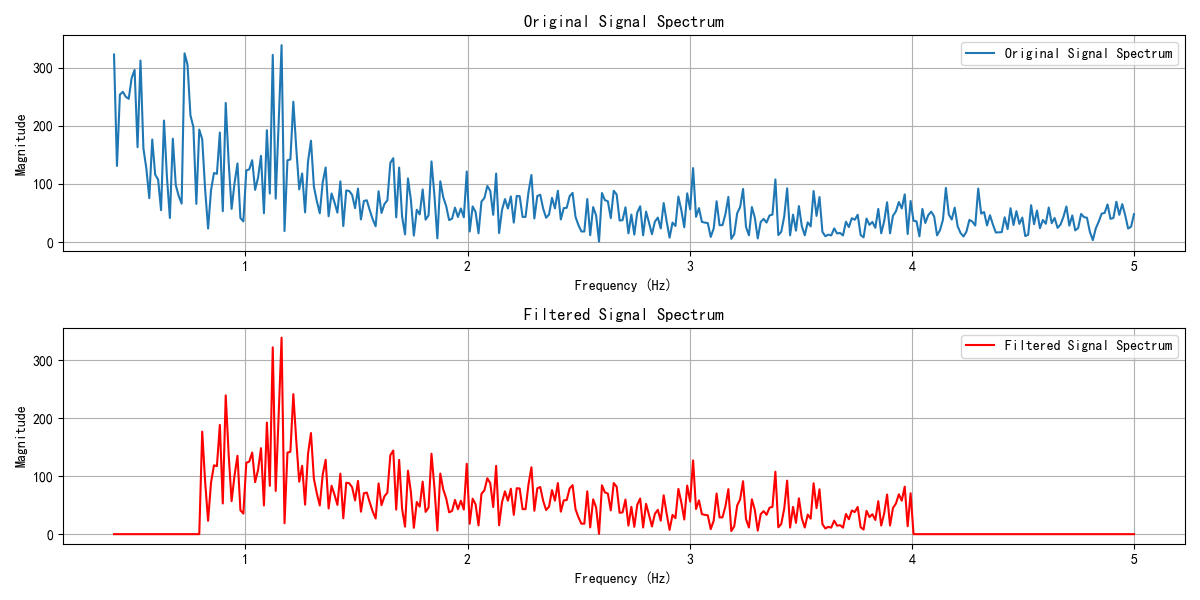 Original Signal Spectrum
Original Signal Spectrum
Magnitude
300
200
100
0
1
2
3
4
5
Frequency (Hz)
Filtered Signal Spectrum
Filtered Signal Spectrum
Magnitude
300
200
100
0
1
2
3
4
5
Frequency (Hz)